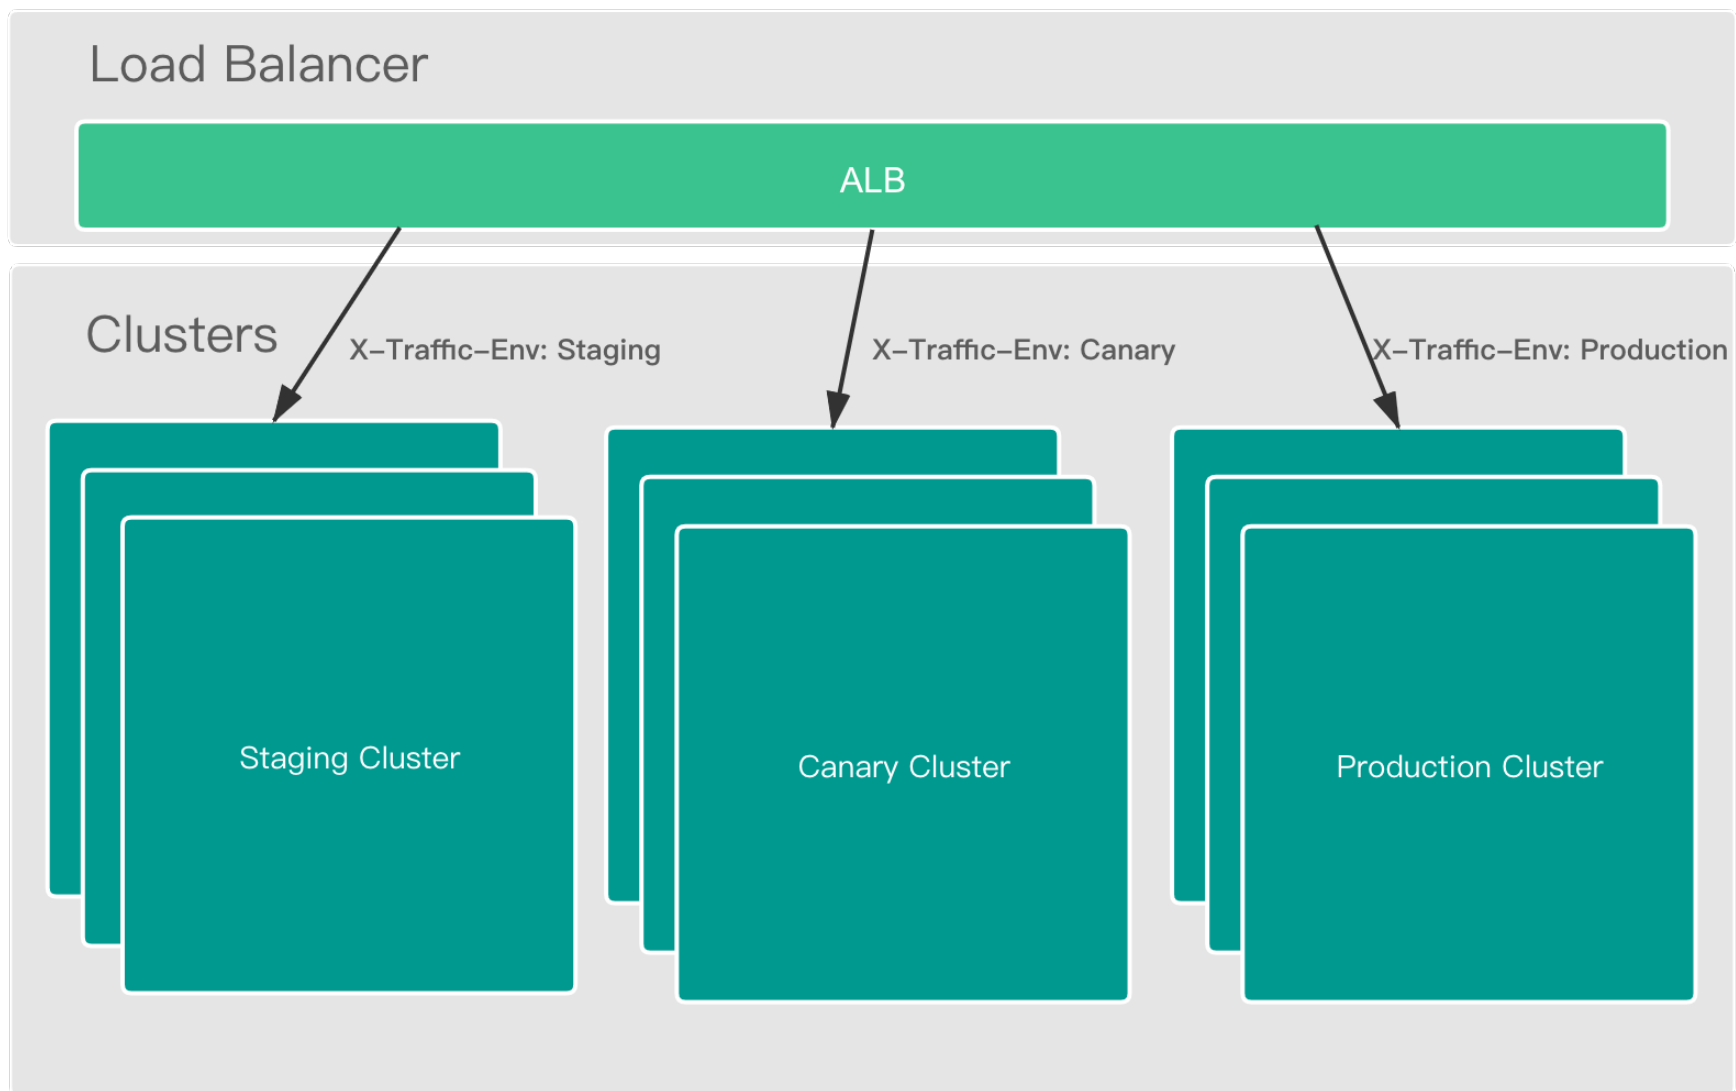 Load Balancer
ALB
Clusters
X-Traffic-Env: Staging
X-Traffic-Env: Canary
X-Traffic-Env: Production
Staging Cluster
Canary Cluster
Production Cluster